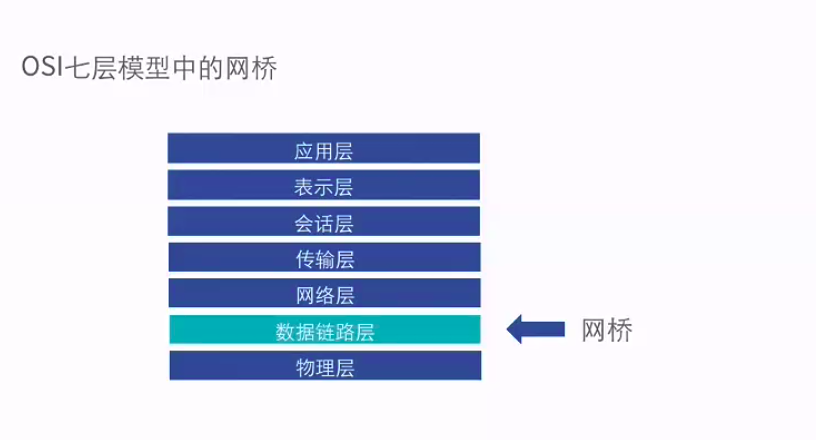 OSI七层模型中的网桥
应用层
表示层
会话层
传输层
网络层
数据链路层
网桥
物理层